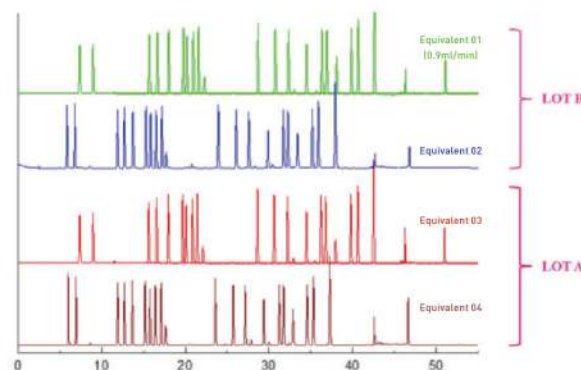 Equivalent 01
(0.9ml/min)
LOT B
Equivalent 02
Equivalent 03
LOT A
Equivalent 04
0 10 20 30 40 50